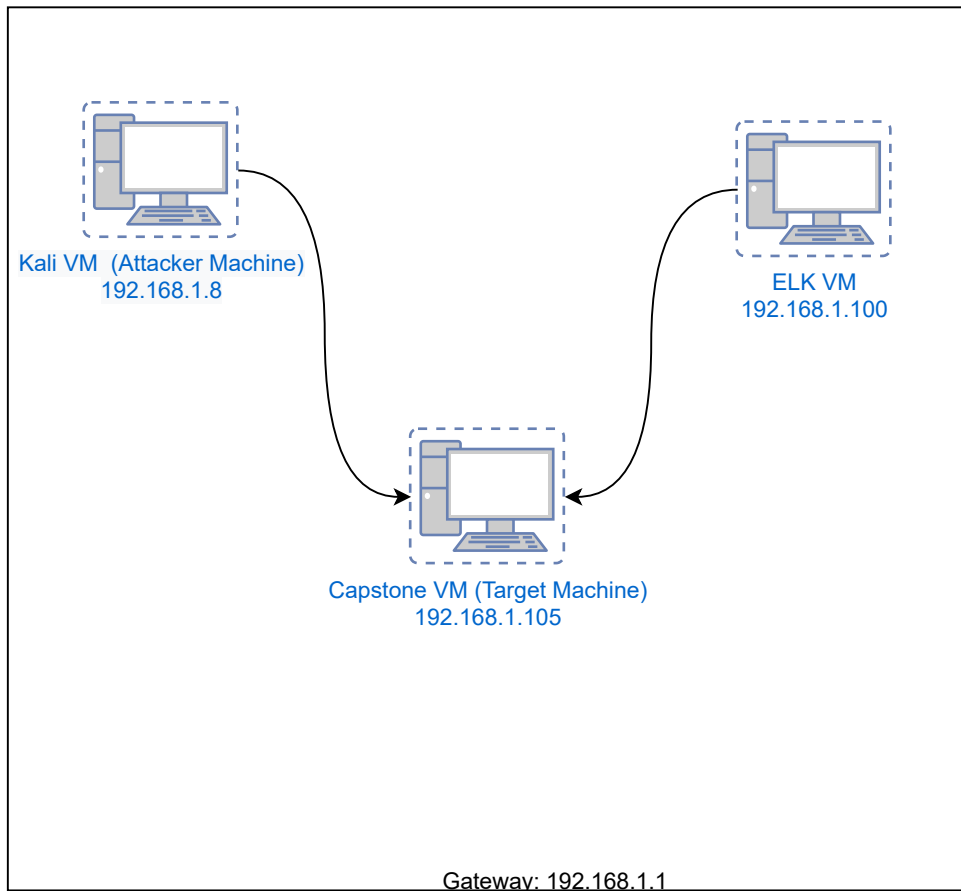 Kali VM  (Attacker Machine)
192.168.1.8
ELK VM
192.168.1.100
Capstone VM (Target Machine)
192.168.1.105
Gateway: 192.168.1.1